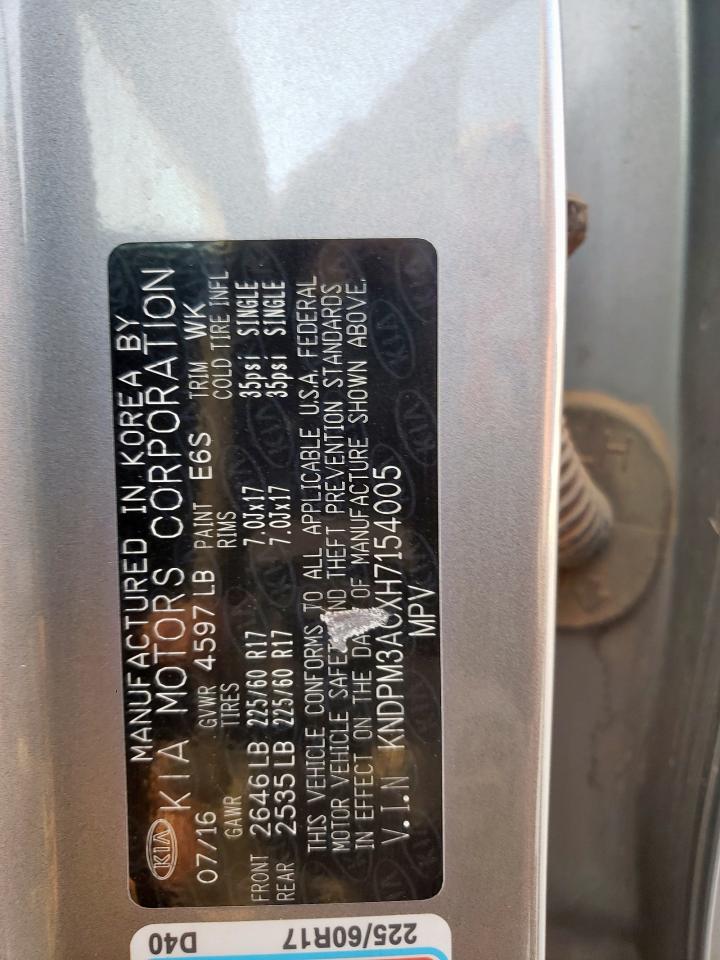 MANUFACTURED IN KOREA BY
KIA KIA MOTORS CORPORATION
07/16 GVWR 4597 LB PAINT E6S TRIM WK
GAWR TIRES RIMS COLD TIRE INFL
FRONT 2646 LB 225/60 R17 7.0Jx17 35psi SINGLE
REAR 2535 LB 225/60 R17 7.0Jx17 35psi SINGLE
THIS VEHICLE CONFORMS TO ALL APPLICABLE U.S.A. FEDERAL
MOTOR VEHICLE THEFT PREVENTION STANDARDS
IN EFFECT ON THE OF MANUFACTURE SHOWN ABOVE.
V.I.N KNDPM3ACXH7154005
MPV
225/60R17 D40